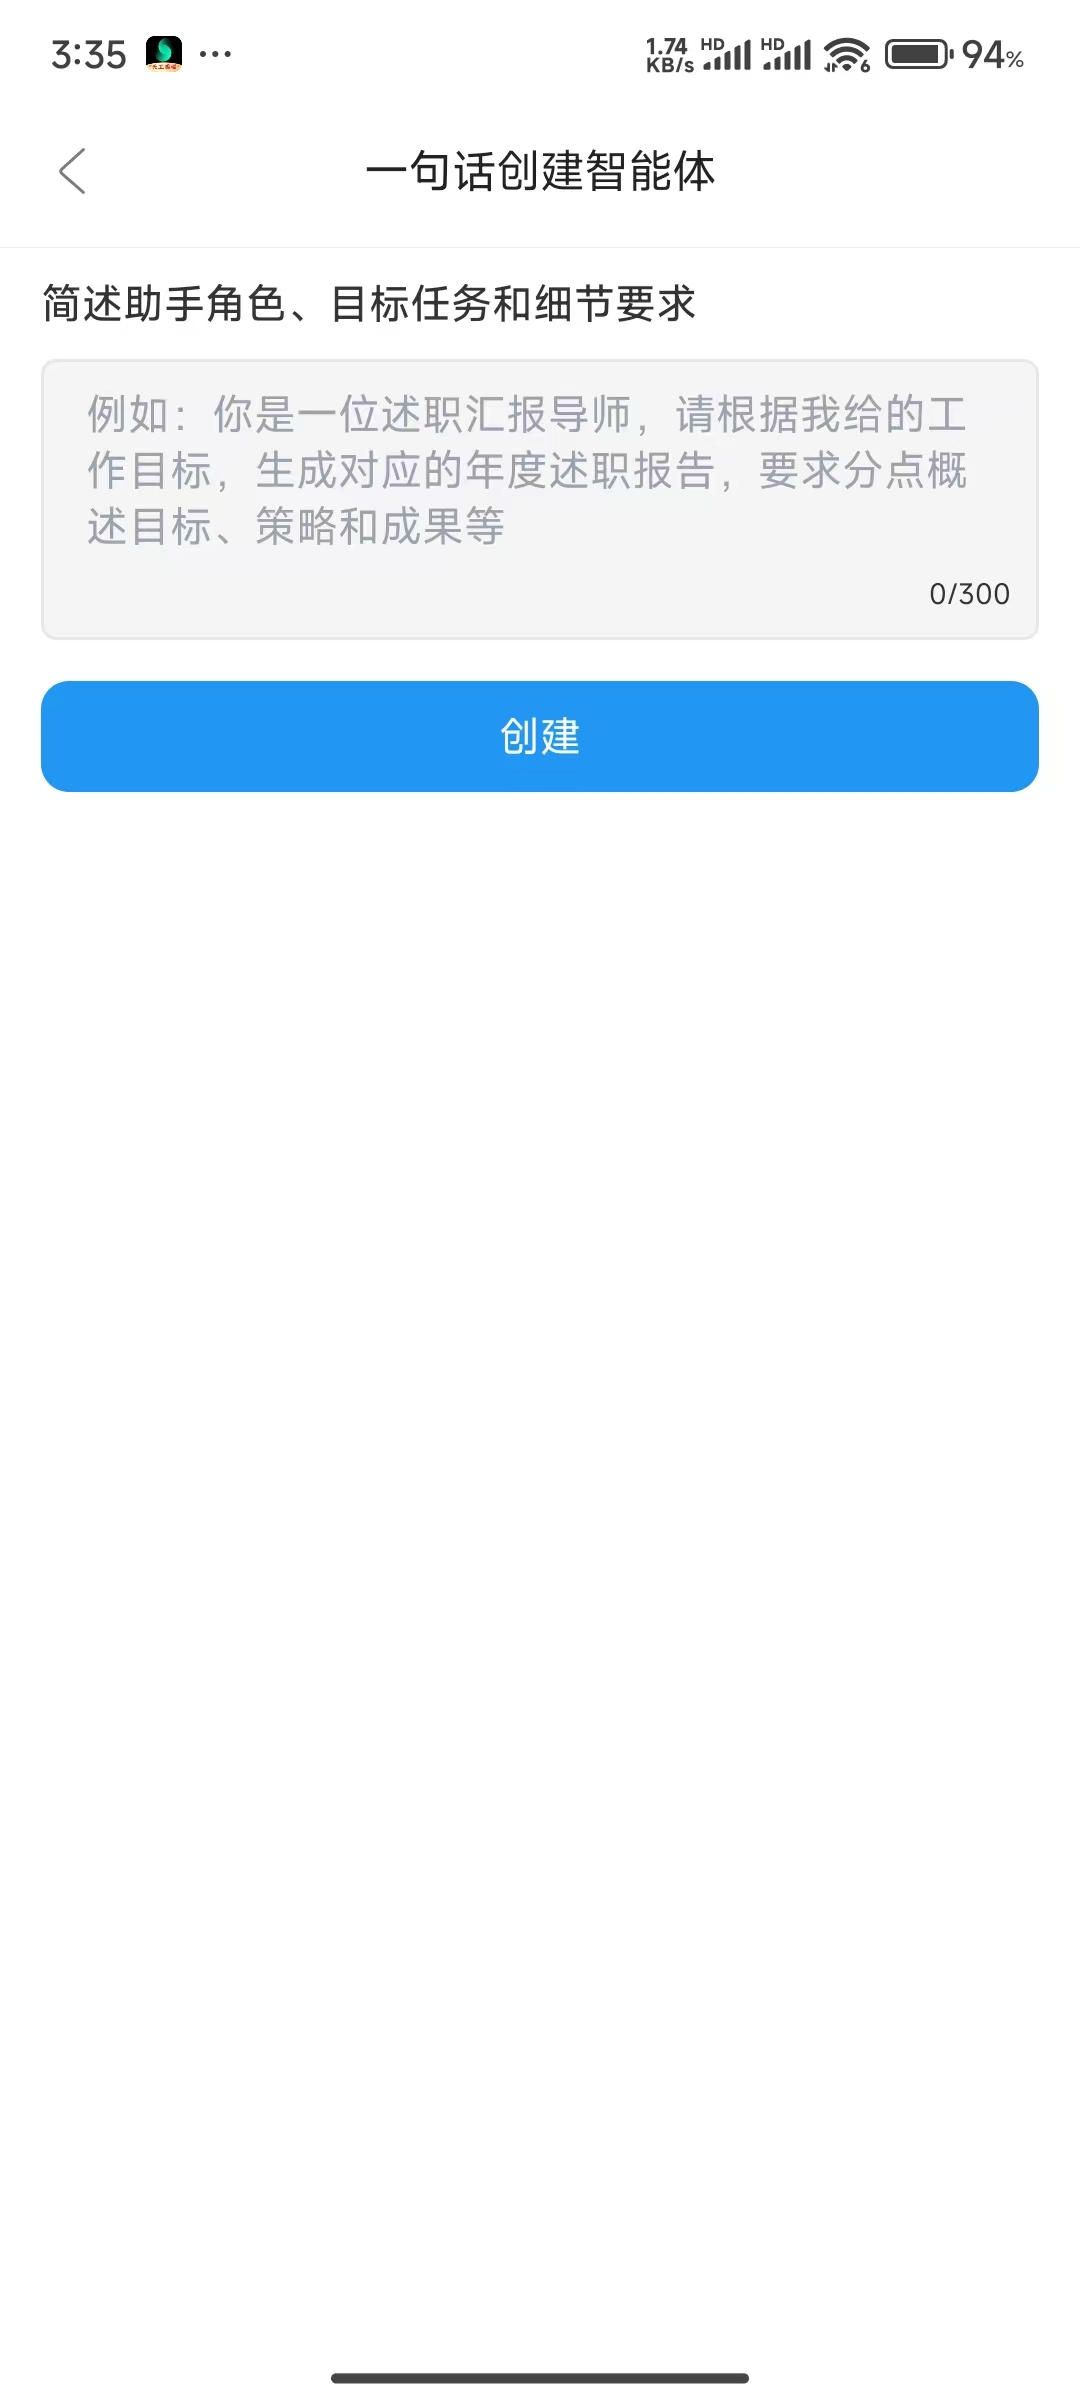 3:35
1.74
KB/s
HD
HD
6
94%
一句话创建智能体
简述助手角色、目标任务和细节要求
例如：你是一位述职汇报导师，请根据我给的工
作目标，生成对应的年度述职报告，要求分点概
述目标、策略和成果等
0/300
创建